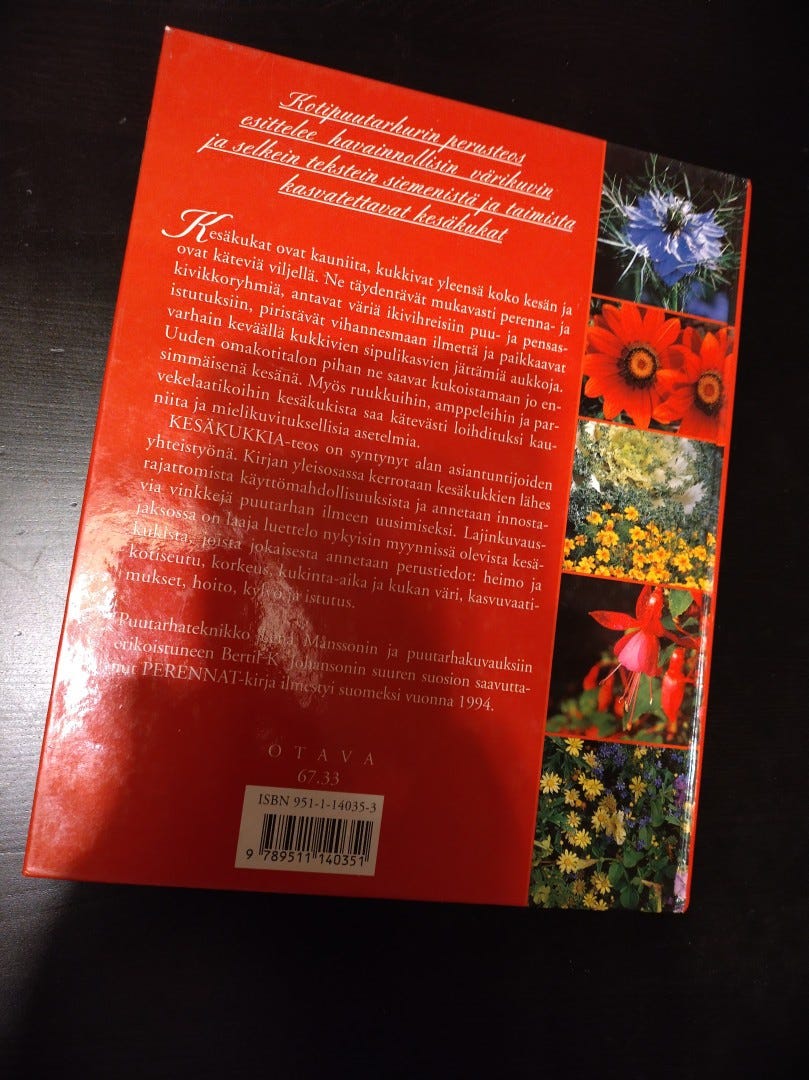 Kotipuutarhurin perusteos
esittelee havainnollisin värikuvin
ja selkein tekstein siemenistä ja taimista
kasvatettavat kesäkukat
Kesäkukat ovat kauniita, kukkivat yleensä koko kesän ja
ovat käteviä viljellä. Ne täydentävät mukavasti perenna- ja
kivikkoryhmiä, antavat väriä ikivihreisiin puu- ja pensas-
istutuksiin, piristävät vihannesmaan ilmettä ja paikkaavat
varhain keväällä kukkivien sipulikasvien jättämiä aukkoja.
Uuden omakotitalon pihan ne saavat kukoistamaan jo en-
simmäisenä kesänä. Myös ruukkuihin, amppeleihin ja par-
vekelaatikoihin kesäkukista saa kätevästi loihdituksi kau-
niita ja mielikuvituksellisia asetelmia.
KESÄKUKKIA-teos on syntynyt alan asiantuntijoiden
yhteistyönä. Kirjan yleisosassa kerrotaan kesäkukkien lähes
rajattomista käyttömahdollisuuksista ja annetaan innosta-
via vinkkejä puutarhan ilmeen uusimiseksi. Lajinkuvaus-
jaksossa on laaja luettelo nykyisin myynnissä olevista kesä-
kukista, joista jokaisesta annetaan perustiedot: heimo ja
kotiseutu, korkeus, kukinta-aika ja kukan väri, kasvuvaati-
mukset, hoito, kylvö ja istutus.
Puutarhateknikko Månssonin ja puutarhakuvauksiin
erikoistuneen Bertil K. Johansonin suuren suosion saavutta-
nut PERENNAT-kirja ilmestyi suomeksi vuonna 1994.
OTAVA
67.33
ISBN 951-1-14035-3
9 789511 140351